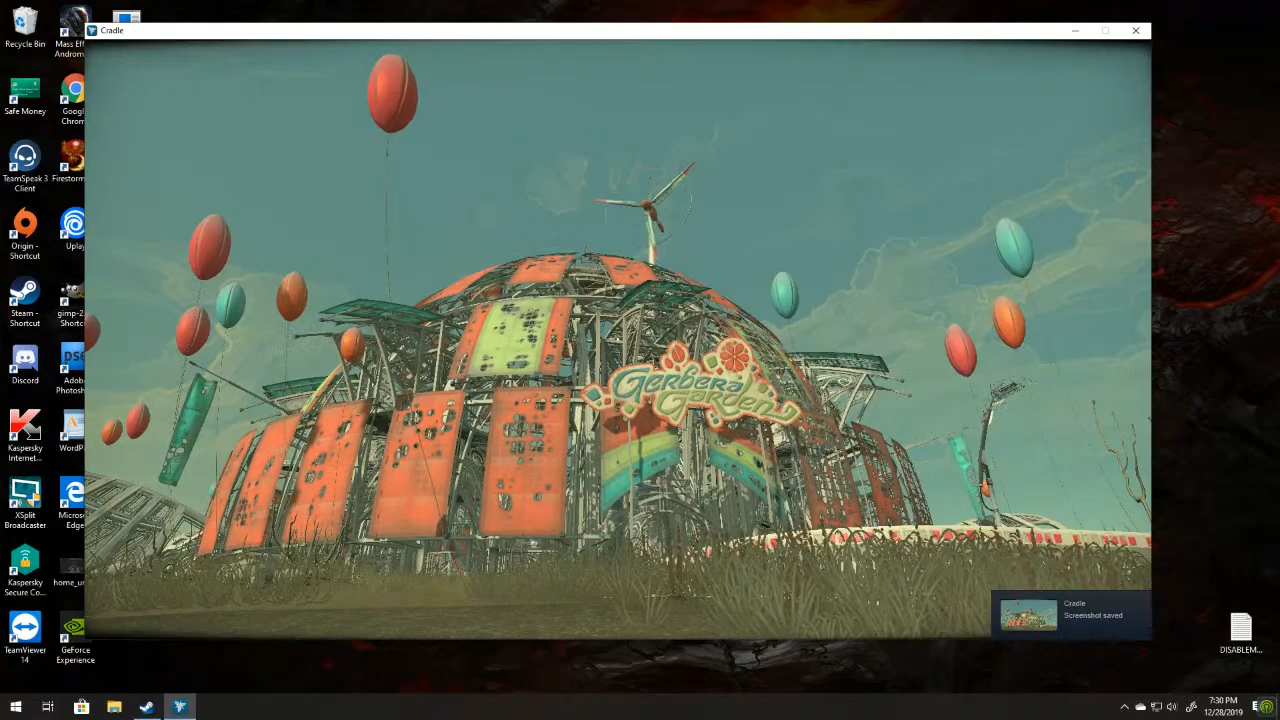 Cradle
Recycle Bin
Mass Ef...
Androm...
Safe Money
Googl
Chrom
TeamSpeak 3
Client
Firestorm
Origin -
Shortcut
Uplay
Steam -
Shortcut
gimp-2
Shortc
Discord
Adob
Photosh
Kaspersky
Internet...
WordP
XSplit
Broadcaster
Micros
Edge
Kaspersky
Secure Co...
home_ur
TeamViewer
14
GeForce
Experience
Gerbera
Garden
Cradle
Screenshot saved
DISABLEM...
7:30 PM
12/28/2019